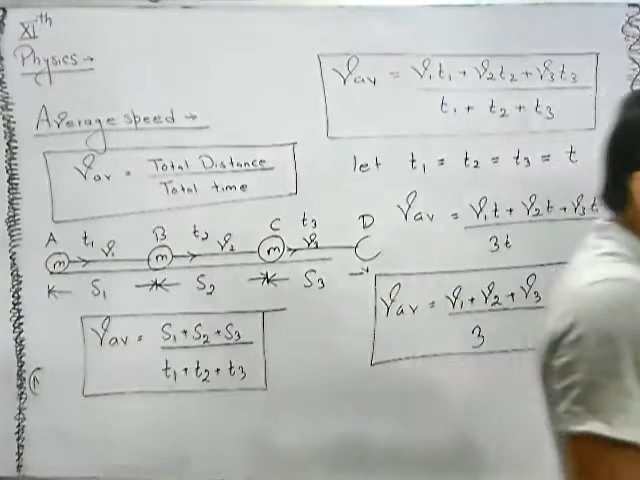 XIth
Physics →
Average speed →
Vav = Total Distance / Total time
A t1 V1 B t2 V2 C t3 V3 D
m m m
S1 S2 S3
Vav = S1 + S2 + S3 / t1 + t2 + t3
Vav = V1t1 + V2t2 + V3t3 / t1 + t2 + t3
let t1 = t2 = t3 = t
Vav = V1t + V2t + V3t / 3t
Vav = V1 + V2 + V3 / 3